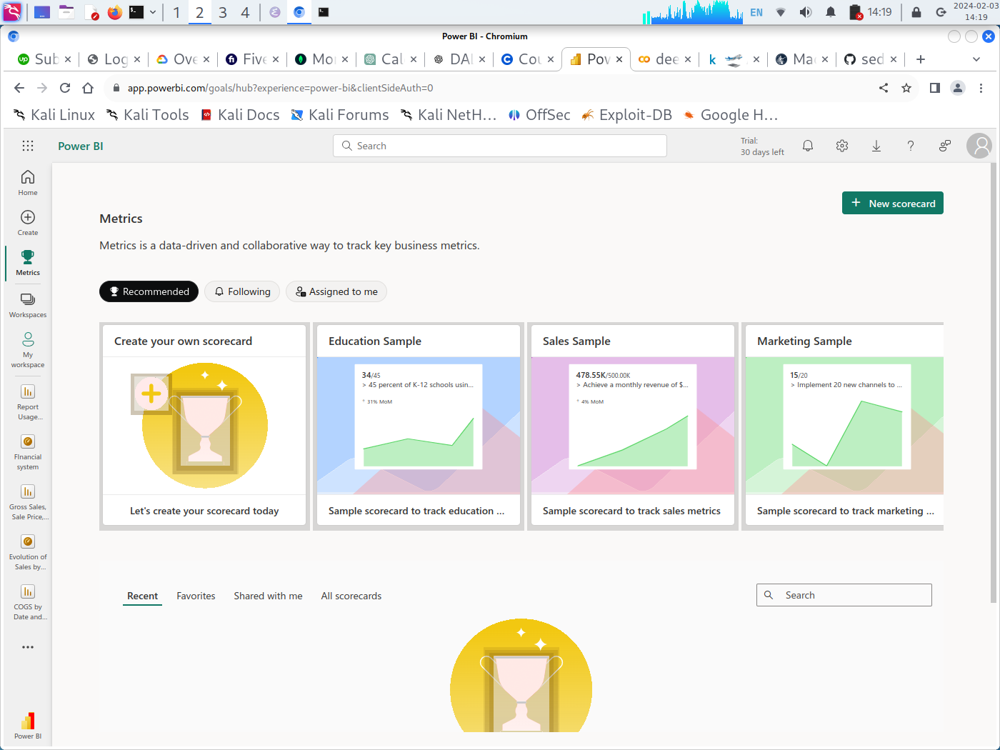 1 2 3 4 EN 14:19 2024-02-03
14:19
Power BI - Chromium
Sub Log Ove Five Mor Cal DAL Cou Pow dee k Mac sed
app.powerbi.com/goals/hub?experience=power-bi&clientSideAuth=0
Kali Linux Kali Tools Kali Docs Kali Forums Kali NetH... OffSec Exploit-DB Google H...
Power BI Search Trial:
30 days left
Home
Create
Metrics
Workspaces
My
workspace
Report
Usage...
FInancial
system
Gross Sales,
Sale Price,...
Evolution of
Sales by...
COGS by
Date and...
Power BI
New scorecard
Metrics
Metrics is a data-driven and collaborative way to track key business metrics.
Recommended Following Assigned to me
Create your own scorecard
Let's create your scorecard today
Education Sample
34/45
> 45 percent of K-12 schools usin...
↑ 31% MoM
Sample scorecard to track education ...
Sales Sample
478.55K/500.00K
> Achieve a monthly revenue of $...
↑ 4% MoM
Sample scorecard to track sales metrics
Marketing Sample
15/20
> Implement 20 new channels to ...
Sample scorecard to track marketing ...
Recent Favorites Shared with me All scorecards Search